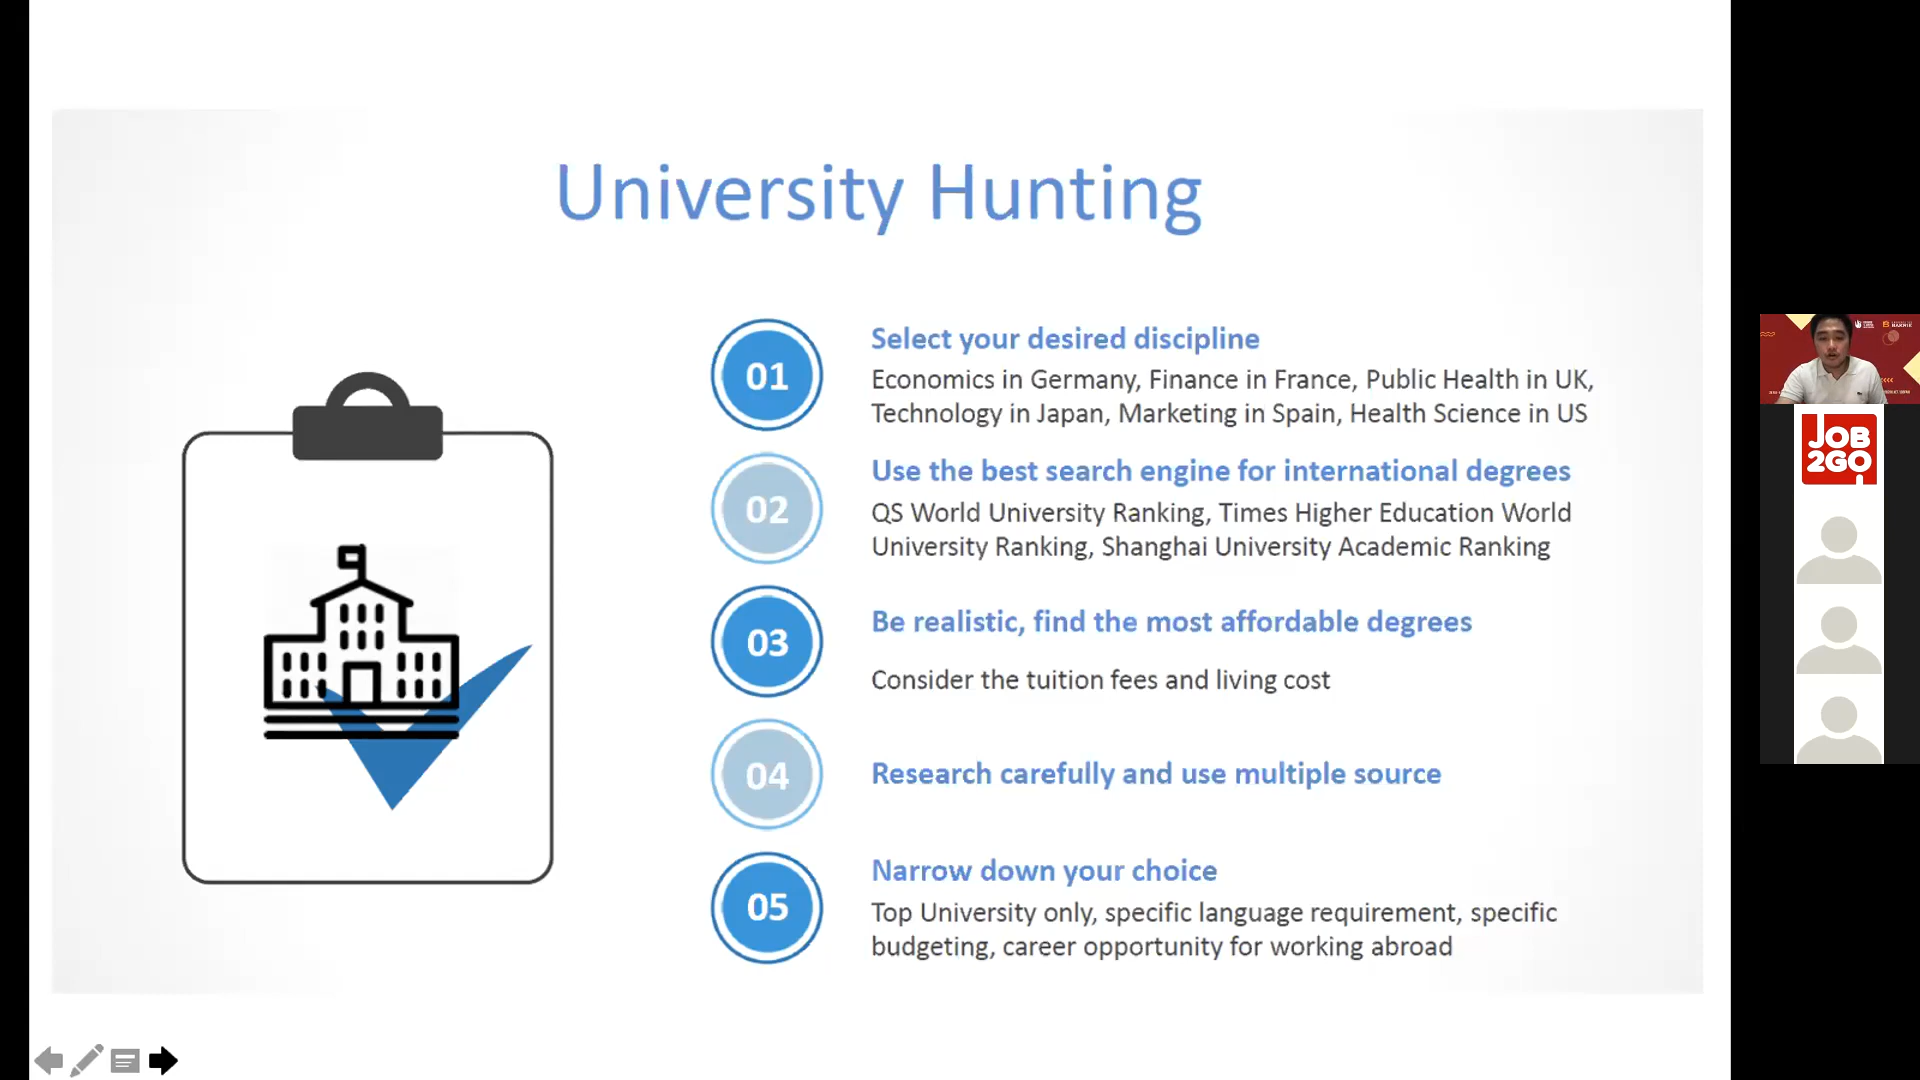 University Hunting
01
Select your desired discipline
Economics in Germany, Finance in France, Public Health in UK,
Technology in Japan, Marketing in Spain, Health Science in US
02
Use the best search engine for international degrees
QS World University Ranking, Times Higher Education World
University Ranking, Shanghai University Academic Ranking
03
Be realistic, find the most affordable degrees
Consider the tuition fees and living cost
04
Research carefully and use multiple source
05
Narrow down your choice
Top University only, specific language requirement, specific
budgeting, career opportunity for working abroad
JOB
2GO